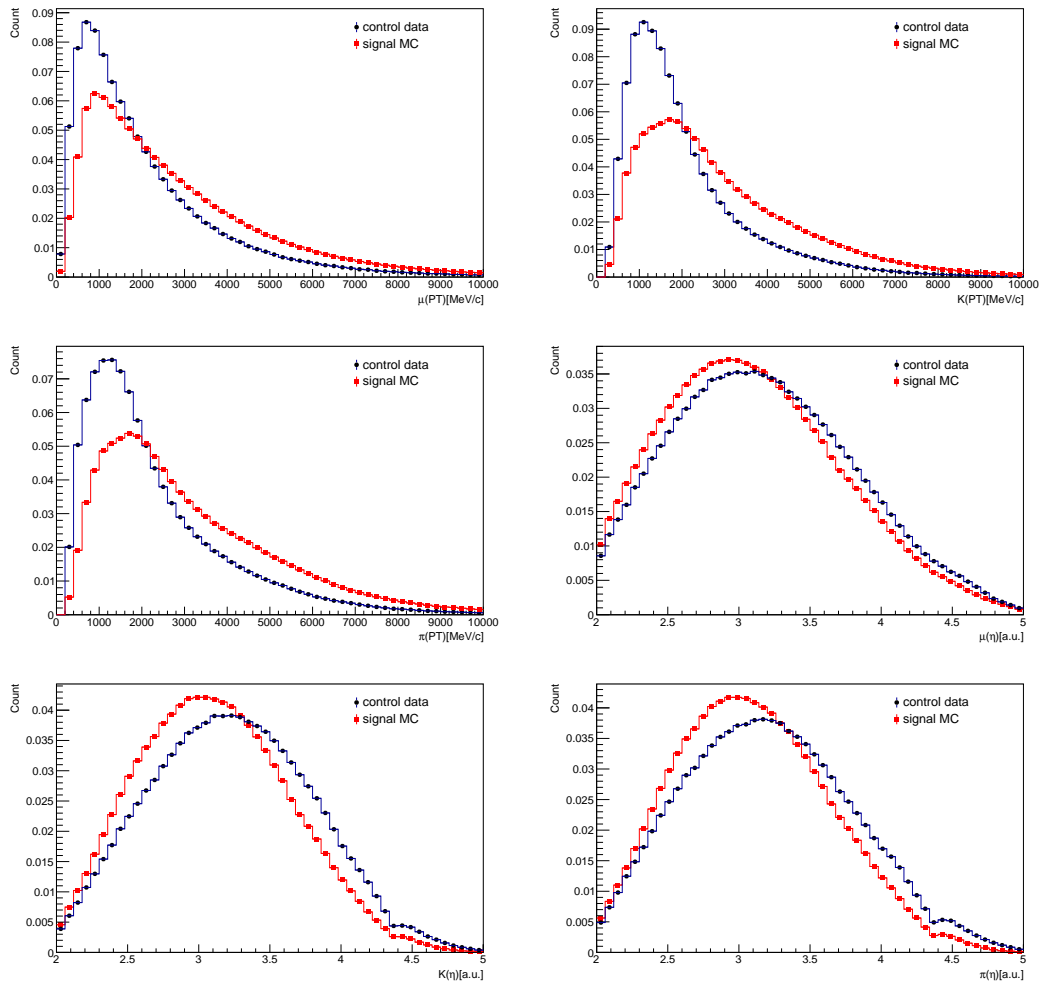 Count
control data
signal MC
0.09
0.08
0.07
0.06
0.05
0.04
0.03
0.02
0.01
0
0 1000 2000 3000 4000 5000 6000 7000 8000 9000 10000
μ(PT)[MeV/c]
Count
control data
signal MC
0.09
0.08
0.07
0.06
0.05
0.04
0.03
0.02
0.01
0
0 1000 2000 3000 4000 5000 6000 7000 8000 9000 10000
K(PT)[MeV/c]
Count
control data
signal MC
0.07
0.06
0.05
0.04
0.03
0.02
0.01
0
0 1000 2000 3000 4000 5000 6000 7000 8000 9000 10000
π(PT)[MeV/c]
Count
control data
signal MC
0.035
0.03
0.025
0.02
0.015
0.01
0.005
0
2 2.5 3 3.5 4 4.5 5
μ(η)[a.u.]
Count
control data
signal MC
0.04
0.035
0.03
0.025
0.02
0.015
0.01
0.005
0
2 2.5 3 3.5 4 4.5 5
K(η)[a.u.]
Count
control data
signal MC
0.04
0.035
0.03
0.025
0.02
0.015
0.01
0.005
0
2 2.5 3 3.5 4 4.5 5
π(η)[a.u.]